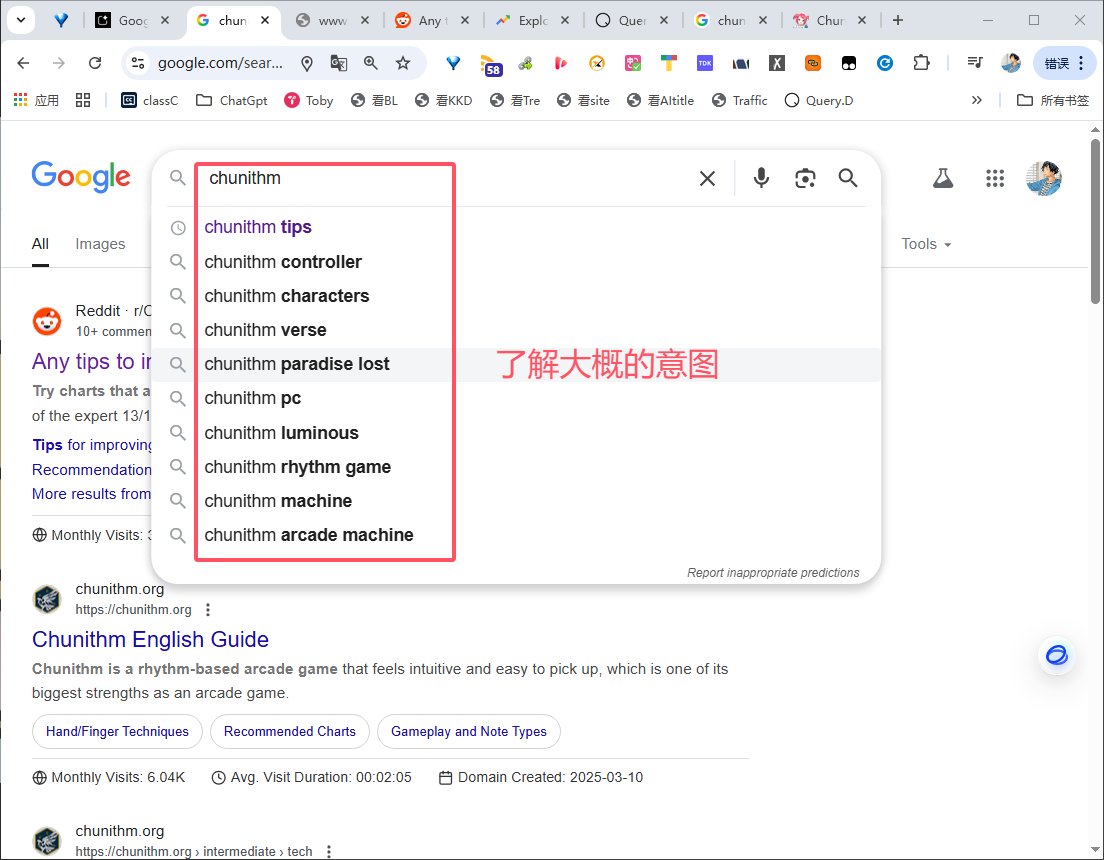 Goog
chun
www
Any t
Explo
Quer
chun
Chun
google.com/sear...
58
TDK
错误
应用
classC
ChatGpt
Toby
看BL
看KKD
看Tre
看site
看AItitle
Traffic
Query.D
所有书签
Google
chunithm
chunithm tips
chunithm controller
chunithm characters
chunithm verse
chunithm paradise lost
chunithm pc
chunithm luminous
chunithm rhythm game
chunithm machine
chunithm arcade machine
Report inappropriate predictions
了解大概的意图
All
Images
Tools
Reddit · r/C
10+ commen
Any tips to in
Try charts that a
of the expert 13/1
Tips for improving
Recommendation
More results from
Monthly Visits: 3
chunithm.org
https://chunithm.org
Chunithm English Guide
Chunithm is a rhythm-based arcade game that feels intuitive and easy to pick up, which is one of its
biggest strengths as an arcade game.
Hand/Finger Techniques
Recommended Charts
Gameplay and Note Types
Monthly Visits: 6.04K
Avg. Visit Duration: 00:02:05
Domain Created: 2025-03-10
chunithm.org
https://chunithm.org › intermediate › tech